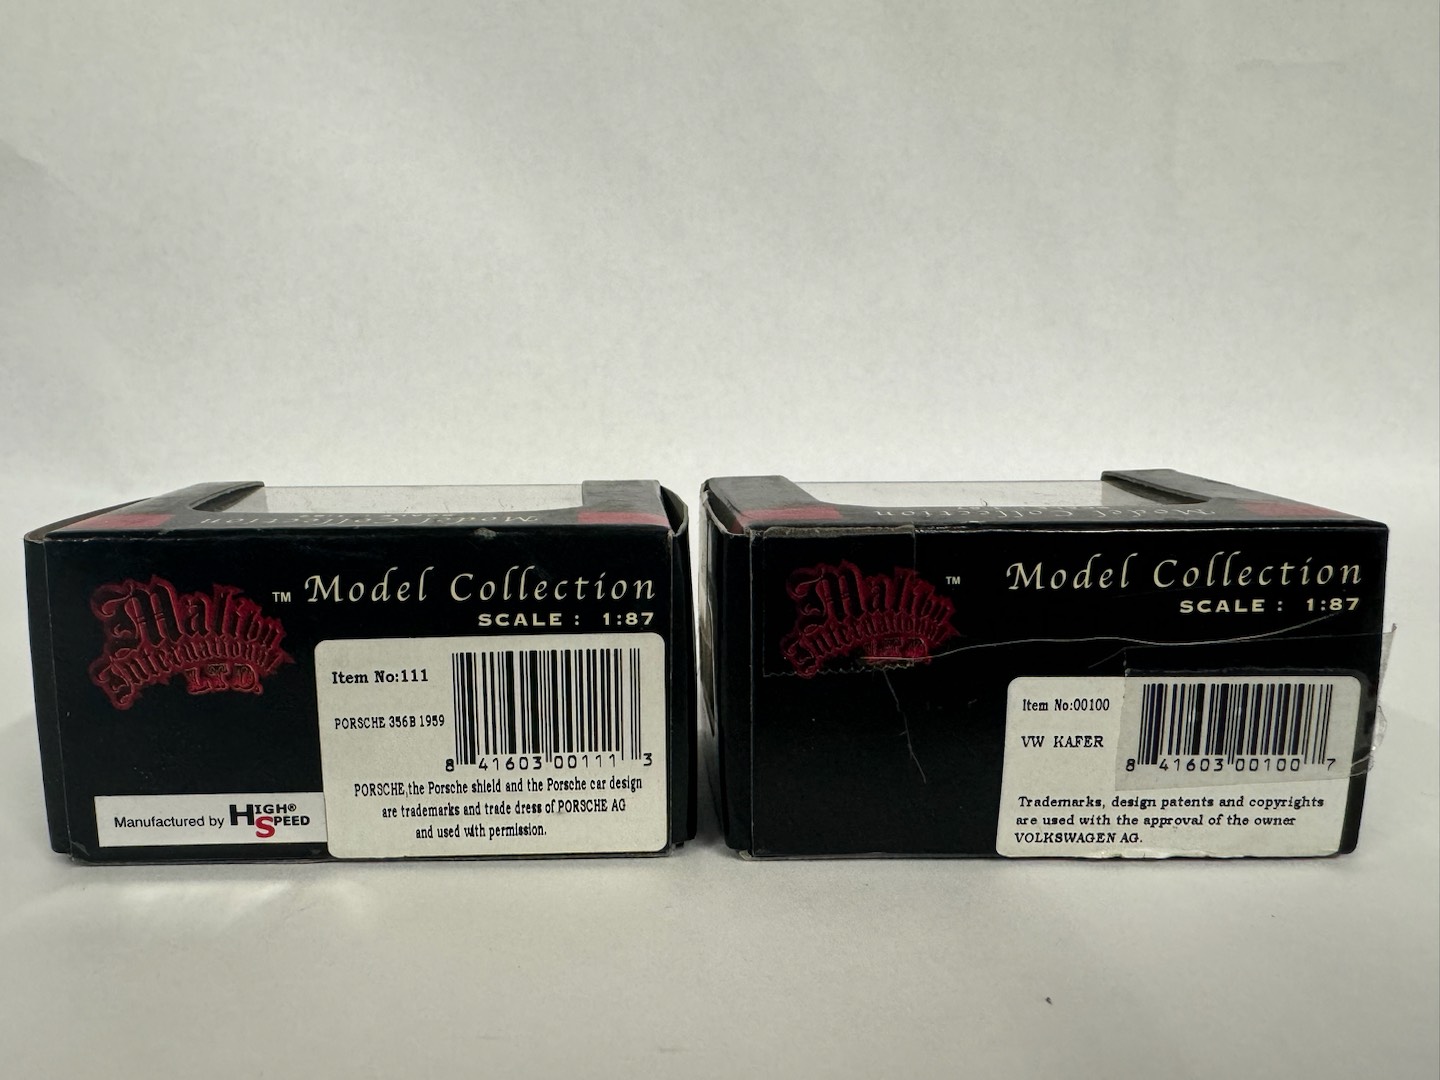 Model Collection
Malibu
International
LTD.
™ Model Collection
SCALE : 1:87
Item No:111
PORSCHE 356B 1959
8 41603 00111 3
PORSCHE,the Porsche shield and the Porsche car design
are trademarks and trade dress of PORSCHE AG
and used with permission.
Manufactured by HIGH® SPEED
Model Collection
Malibu
International
LTD.
™ Model Collection
SCALE : 1:87
Item No:00100
VW KAFER
8 41603 00100 7
Trademarks, design patents and copyrights
are used with the approval of the owner
VOLKSWAGEN AG.